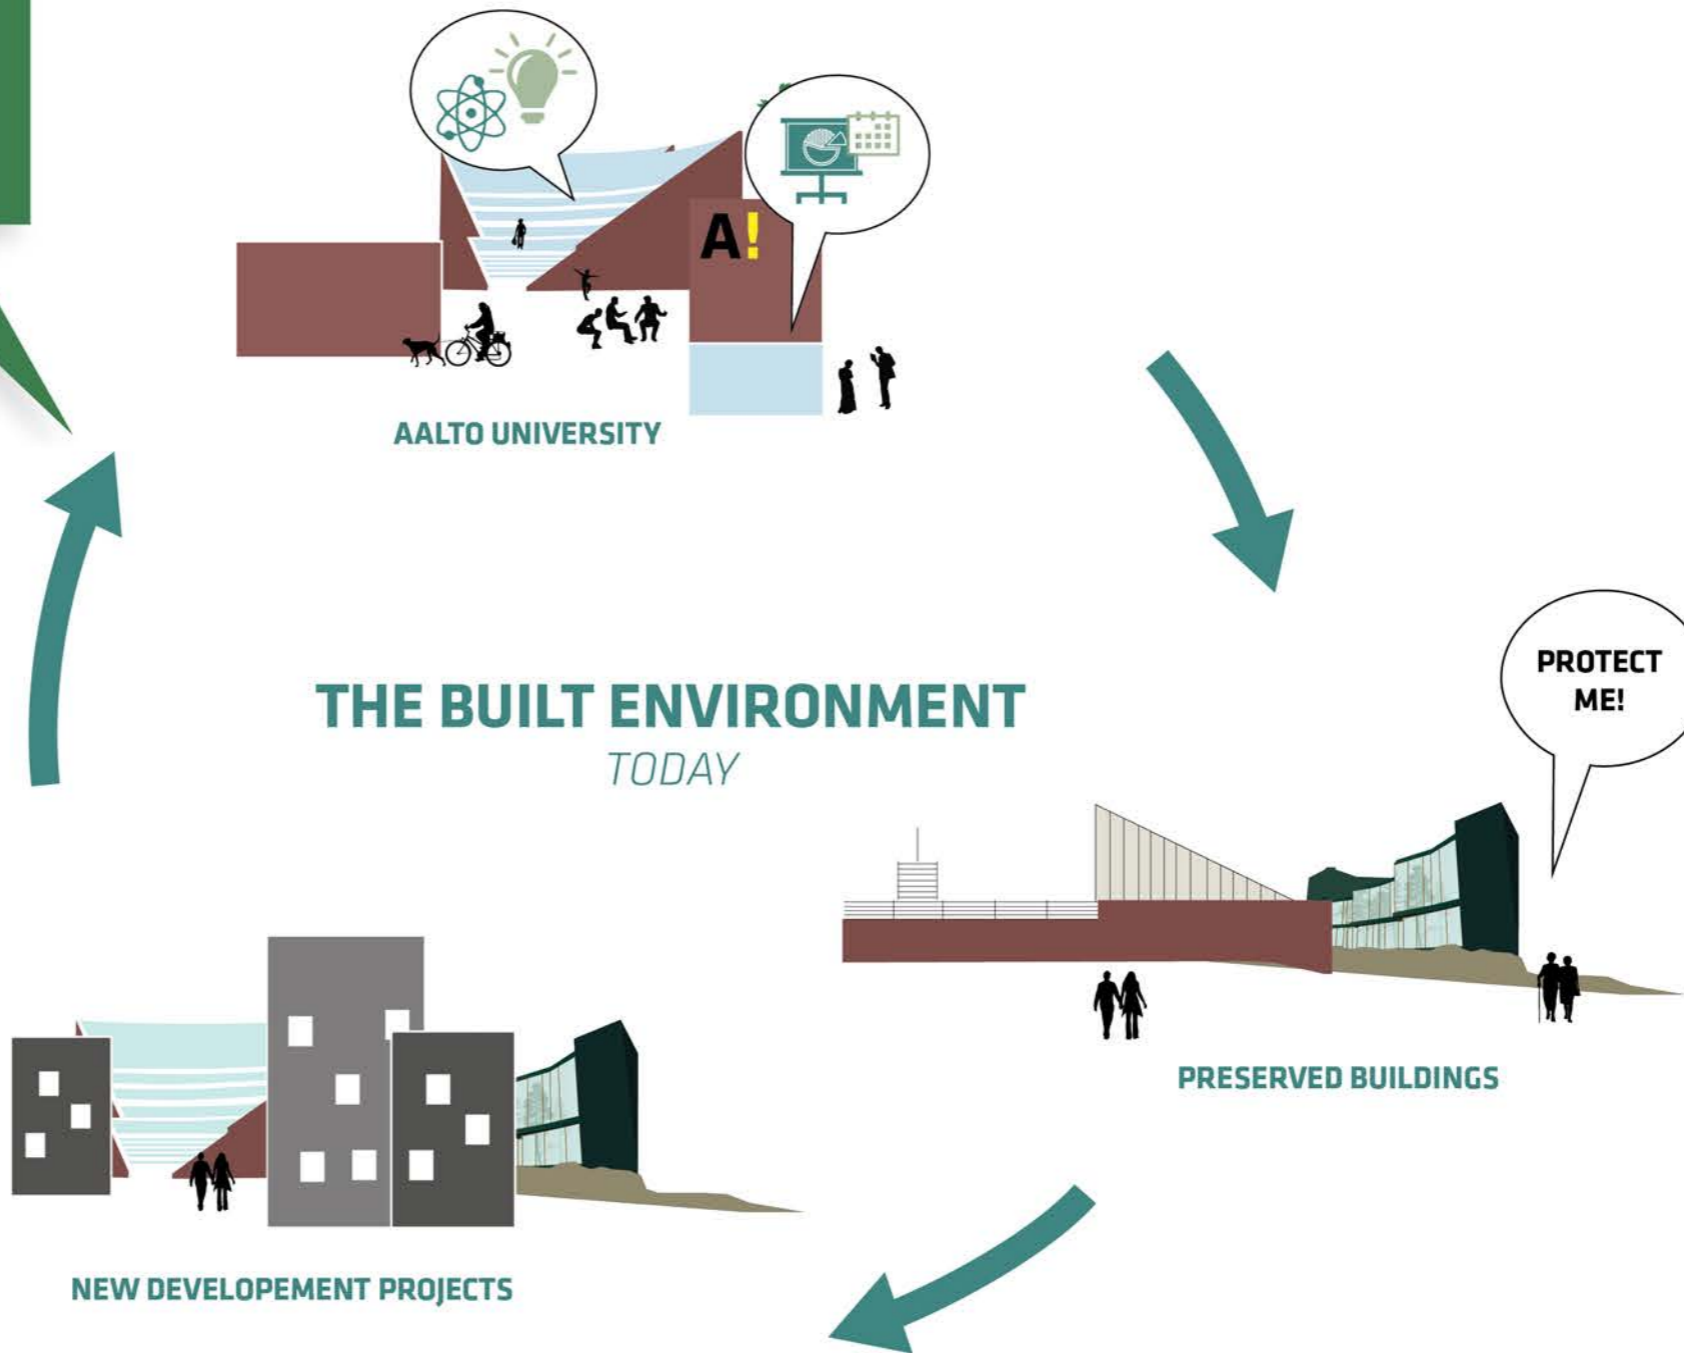 A!
AALTO UNIVERSITY
THE BUILT ENVIRONMENT
TODAY
PROTECT
ME!
PRESERVED BUILDINGS
NEW DEVELOPEMENT PROJECTS